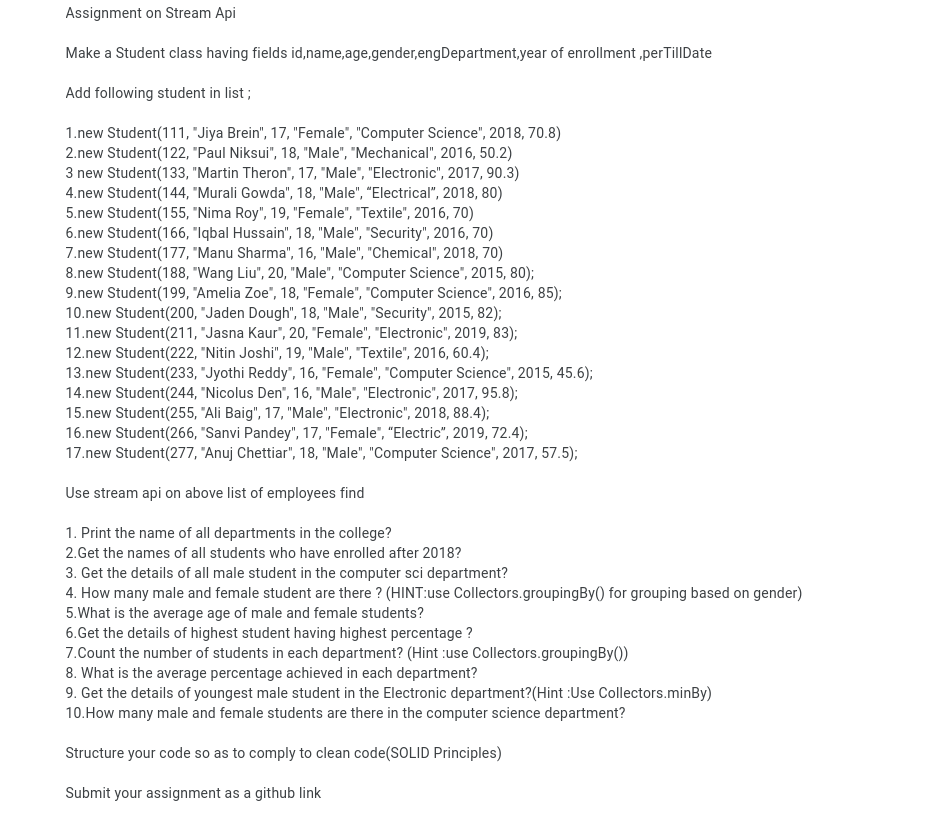 Assignment on Stream Api
Make a Student class having fields id,name,age,gender,engDepartment,year of enrollment ,perTillDate
Add following student in list ;
1.new Student(111, "Jiya Brein", 17, "Female", "Computer Science", 2018, 70.8)
2.new Student(122, "Paul Niksui", 18, "Male", "Mechanical", 2016, 50.2)
3 new Student(133, "Martin Theron", 17, "Male", "Electronic", 2017, 90.3)
4.new Student(144, "Murali Gowda", 18, "Male", “Electrical”, 2018, 80)
5.new Student(155, "Nima Roy", 19, "Female", "Textile", 2016, 70)
6.new Student(166, "Iqbal Hussain", 18, "Male", "Security", 2016, 70)
7.new Student(177, "Manu Sharma", 16, "Male", "Chemical", 2018, 70)
8.new Student(188, "Wang Liu", 20, "Male", "Computer Science", 2015, 80);
9.new Student(199, "Amelia Zoe", 18, "Female", "Computer Science", 2016, 85);
10.new Student(200, "Jaden Dough", 18, "Male", "Security", 2015, 82);
11.new Student(211, "Jasna Kaur", 20, "Female", "Electronic", 2019, 83);
12.new Student(222, "Nitin Joshi", 19, "Male", "Textile", 2016, 60.4);
13.new Student(233, "Jyothi Reddy", 16, "Female", "Computer Science", 2015, 45.6);
14.new Student(244, "Nicolus Den", 16, "Male", "Electronic", 2017, 95.8);
15.new Student(255, "Ali Baig", 17, "Male", "Electronic", 2018, 88.4);
16.new Student(266, "Sanvi Pandey", 17, "Female", “Electric”, 2019, 72.4);
17.new Student(277, "Anuj Chettiar", 18, "Male", "Computer Science", 2017, 57.5);
Use stream api on above list of employees find
1. Print the name of all departments in the college?
2.Get the names of all students who have enrolled after 2018?
3. Get the details of all male student in the computer sci department?
4. How many male and female student are there ? (HINT:use Collectors.groupingBy() for grouping based on gender)
5.What is the average age of male and female students?
6.Get the details of highest student having highest percentage ?
7.Count the number of students in each department? (Hint :use Collectors.groupingBy())
8. What is the average percentage achieved in each department?
9. Get the details of youngest male student in the Electronic department?(Hint :Use Collectors.minBy)
10.How many male and female students are there in the computer science department?
Structure your code so as to comply to clean code(SOLID Principles)
Submit your assignment as a github link